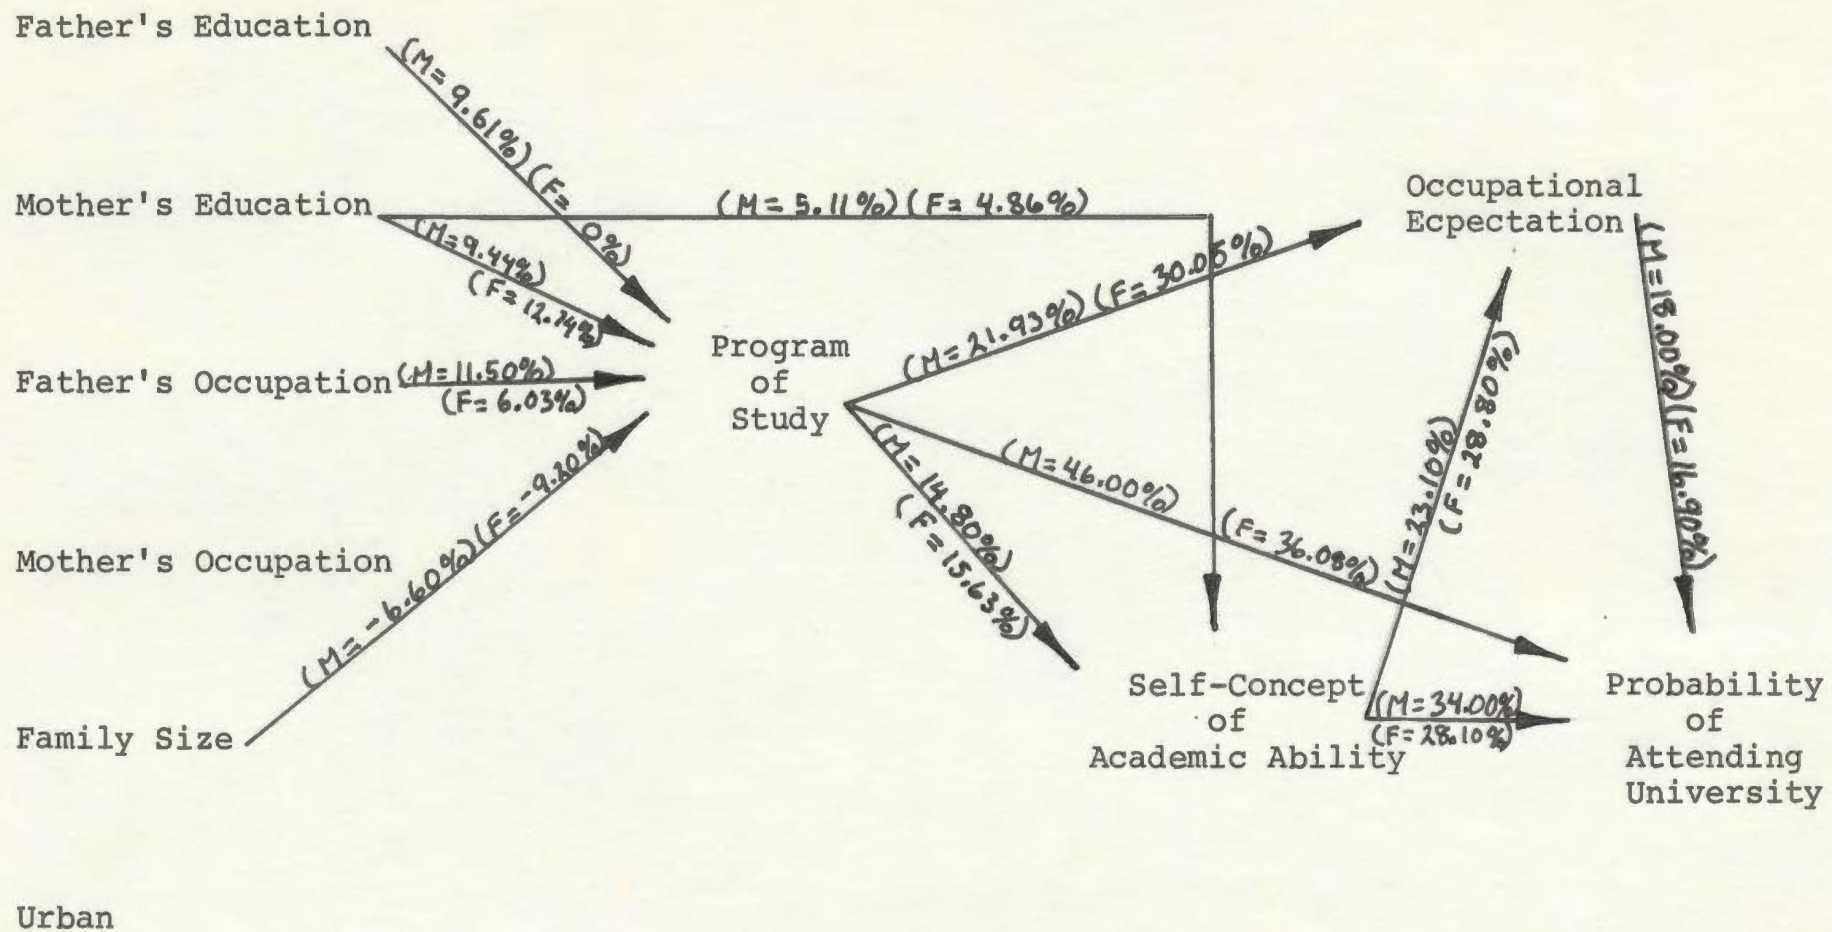 Father's Education
(M= 9.61%) (F= 0%)
Mother's Education
(M= 5.11%) (F= 4.86%)
(M=9.44%)
(F=12.74%)
Occupational
Ecpectation
(M= 21.93%) (F= 30.05%)
(M=18.00%) (F=16.90%)
Program
of
Study
Father's Occupation
(M=11.50%)
(F= 6.03%)
(M=46.00%)
(F= 36.08%)
(M= 14.80%)
(F= 15.63%)
(M= 23.10%)
(F= 28.80%)
Mother's Occupation
(M= -6.60%) (F= -9.20%)
Family Size
Self-Concept
of
Academic Ability
(M=34.00%)
(F=28.10%)
Probability
of
Attending
University
Urban